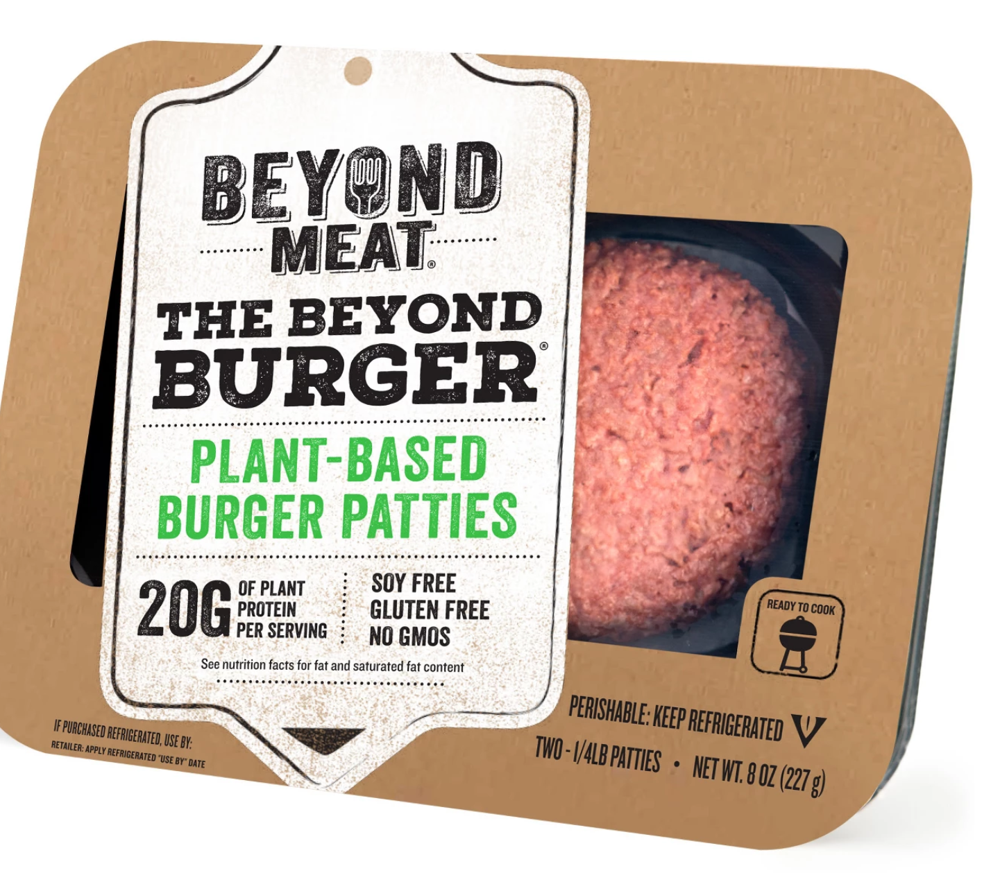 BEYOND
MEAT®
THE BEYOND
BURGER®
PLANT-BASED
BURGER PATTIES
20G OF PLANT
PROTEIN
PER SERVING
SOY FREE
GLUTEN FREE
NO GMOS
See nutrition facts for fat and saturated fat content
READY TO COOK
PERISHABLE: KEEP REFRIGERATED V
TWO - 1/4LB PATTIES • NET WT. 8 OZ (227 g)
IF PURCHASED REFRIGERATED, USE BY:
RETAILER: APPLY REFRIGERATED "USE BY" DATE